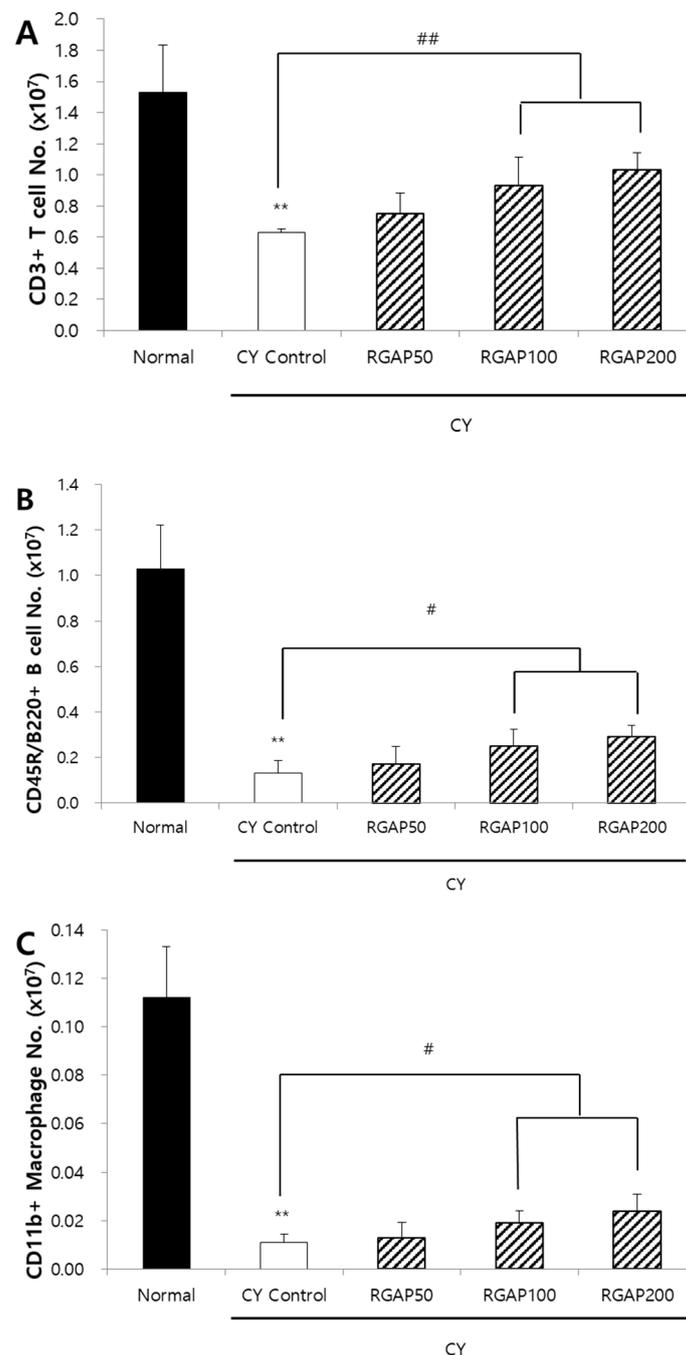 A
CD3+ T cell No. (x10⁷)
2.0
1.8
1.6
1.4
1.2
1.0
0.8
0.6
0.4
0.2
0.0
##
**
Normal CY Control RGAP50 RGAP100 RGAP200
CY
B
CD45R/B220+ B cell No. (x10⁷)
1.4
1.2
1.0
0.8
0.6
0.4
0.2
0.0
#
**
Normal CY Control RGAP50 RGAP100 RGAP200
CY
C
CD11b+ Macrophage No. (x10⁷)
0.14
0.12
0.10
0.08
0.06
0.04
0.02
0.00
#
**
Normal CY Control RGAP50 RGAP100 RGAP200
CY